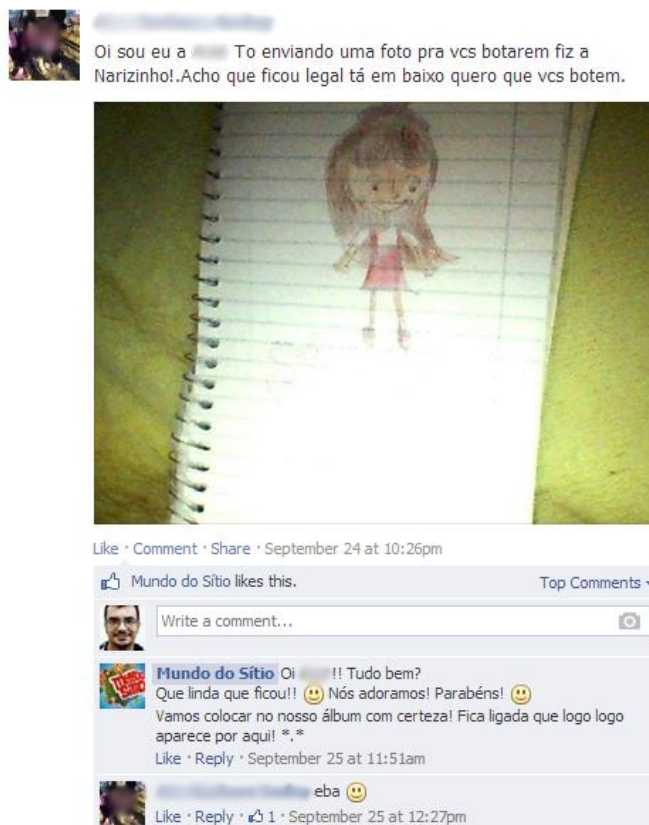 Oi sou eu a To enviando uma foto pra vcs botarem fiz a
Narizinho!.Acho que ficou legal tá em baixo quero que vcs botem.
Like · Comment · Share · September 24 at 10:26pm
Mundo do Sítio likes this.
Top Comments
Write a comment...
Mundo do Sítio Oi !! Tudo bem?
Que linda que ficou!! Nós adoramos! Parabéns!
Vamos colocar no nosso álbum com certeza! Fica ligada que logo logo
aparece por aqui! *.*
Like · Reply · September 25 at 11:51am
eba
Like · Reply · 1 · September 25 at 12:27pm